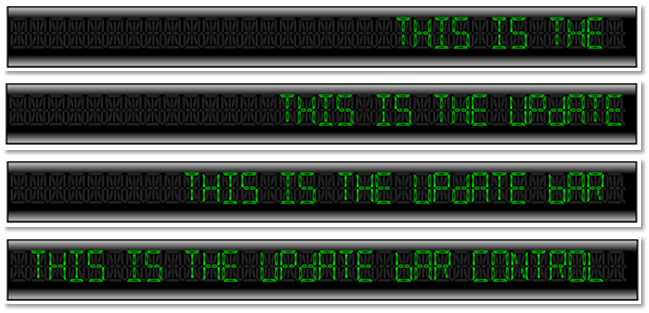 THIS IS THE
THIS IS THE UPdATE
THIS IS THE UPdATE bAR
THIS IS THE UPdATE bAR CONTROL